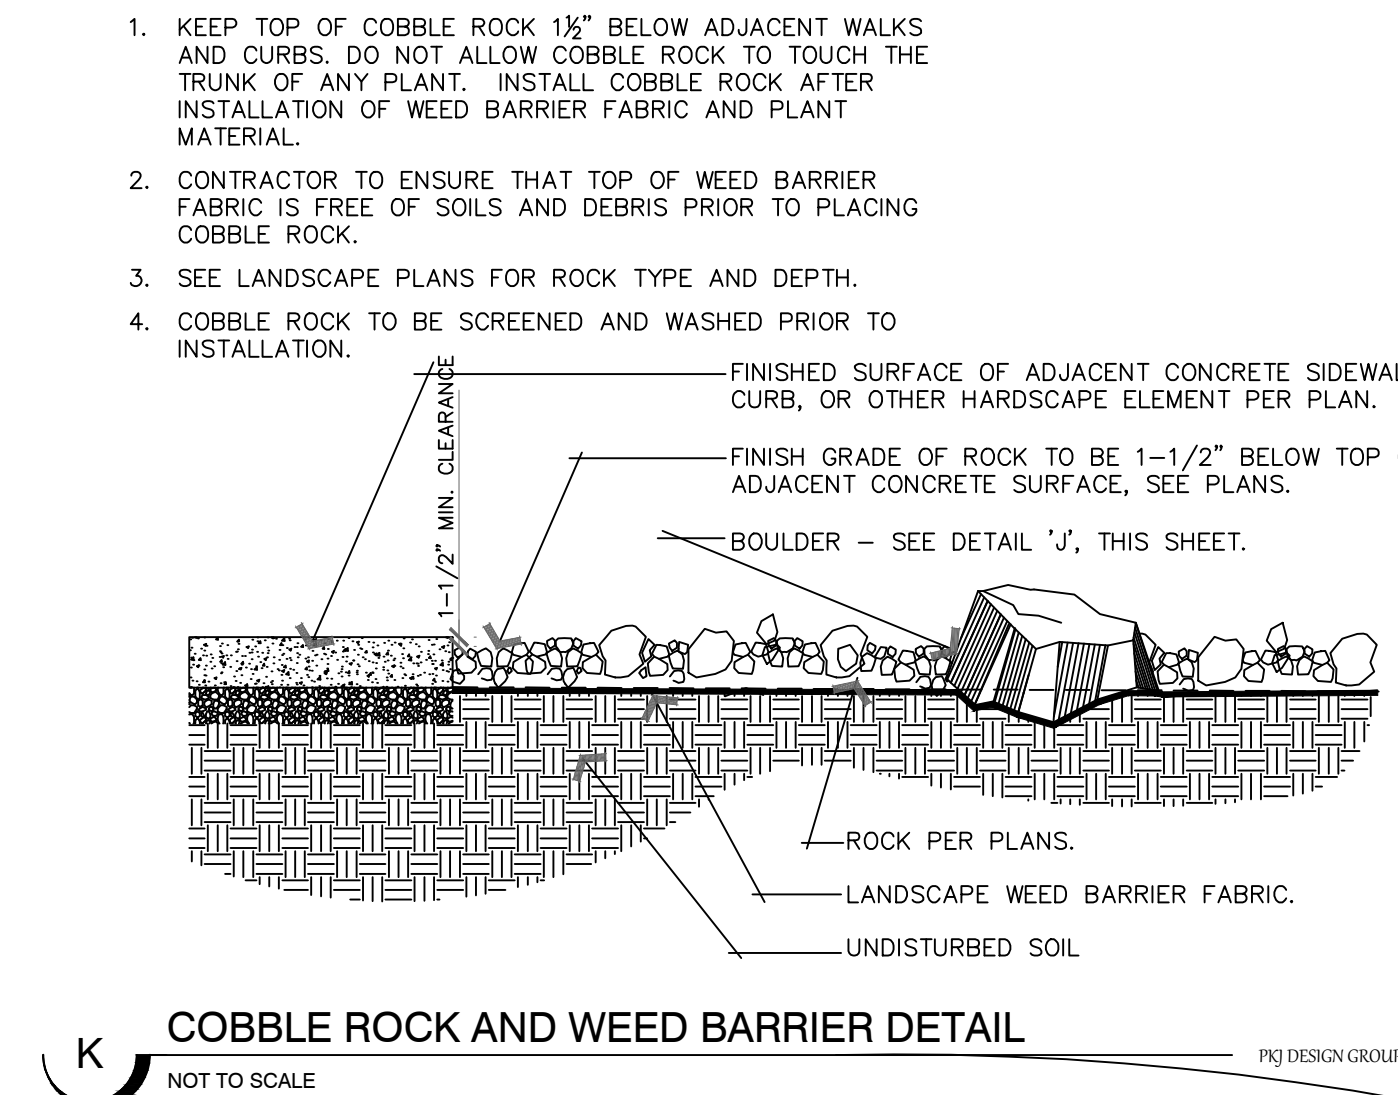 1. KEEP TOP OF COBBLE ROCK 1½" BELOW ADJACENT WALKS
AND CURBS. DO NOT ALLOW COBBLE ROCK TO TOUCH THE
TRUNK OF ANY PLANT. INSTALL COBBLE ROCK AFTER
INSTALLATION OF WEED BARRIER FABRIC AND PLANT
MATERIAL.
2. CONTRACTOR TO ENSURE THAT TOP OF WEED BARRIER
FABRIC IS FREE OF SOILS AND DEBRIS PRIOR TO PLACING
COBBLE ROCK.
3. SEE LANDSCAPE PLANS FOR ROCK TYPE AND DEPTH.
4. COBBLE ROCK TO BE SCREENED AND WASHED PRIOR TO
INSTALLATION.
1-1/2" MIN. CLEARANCE
FINISHED SURFACE OF ADJACENT CONCRETE
CURB, OR OTHER HARDSCAPE ELEMENT PER PLAN.
FINISH GRADE OF ROCK TO BE 1-1/2" BELOW TOP
ADJACENT CONCRETE SURFACE, SEE PLANS.
BOULDER – SEE DETAIL 'J', THIS SHEET.
ROCK PER PLANS.
LANDSCAPE WEED BARRIER FABRIC.
UNDISTURBED SOIL
K
COBBLE ROCK AND WEED BARRIER DETAIL
NOT TO SCALE
PKJ DESIGN